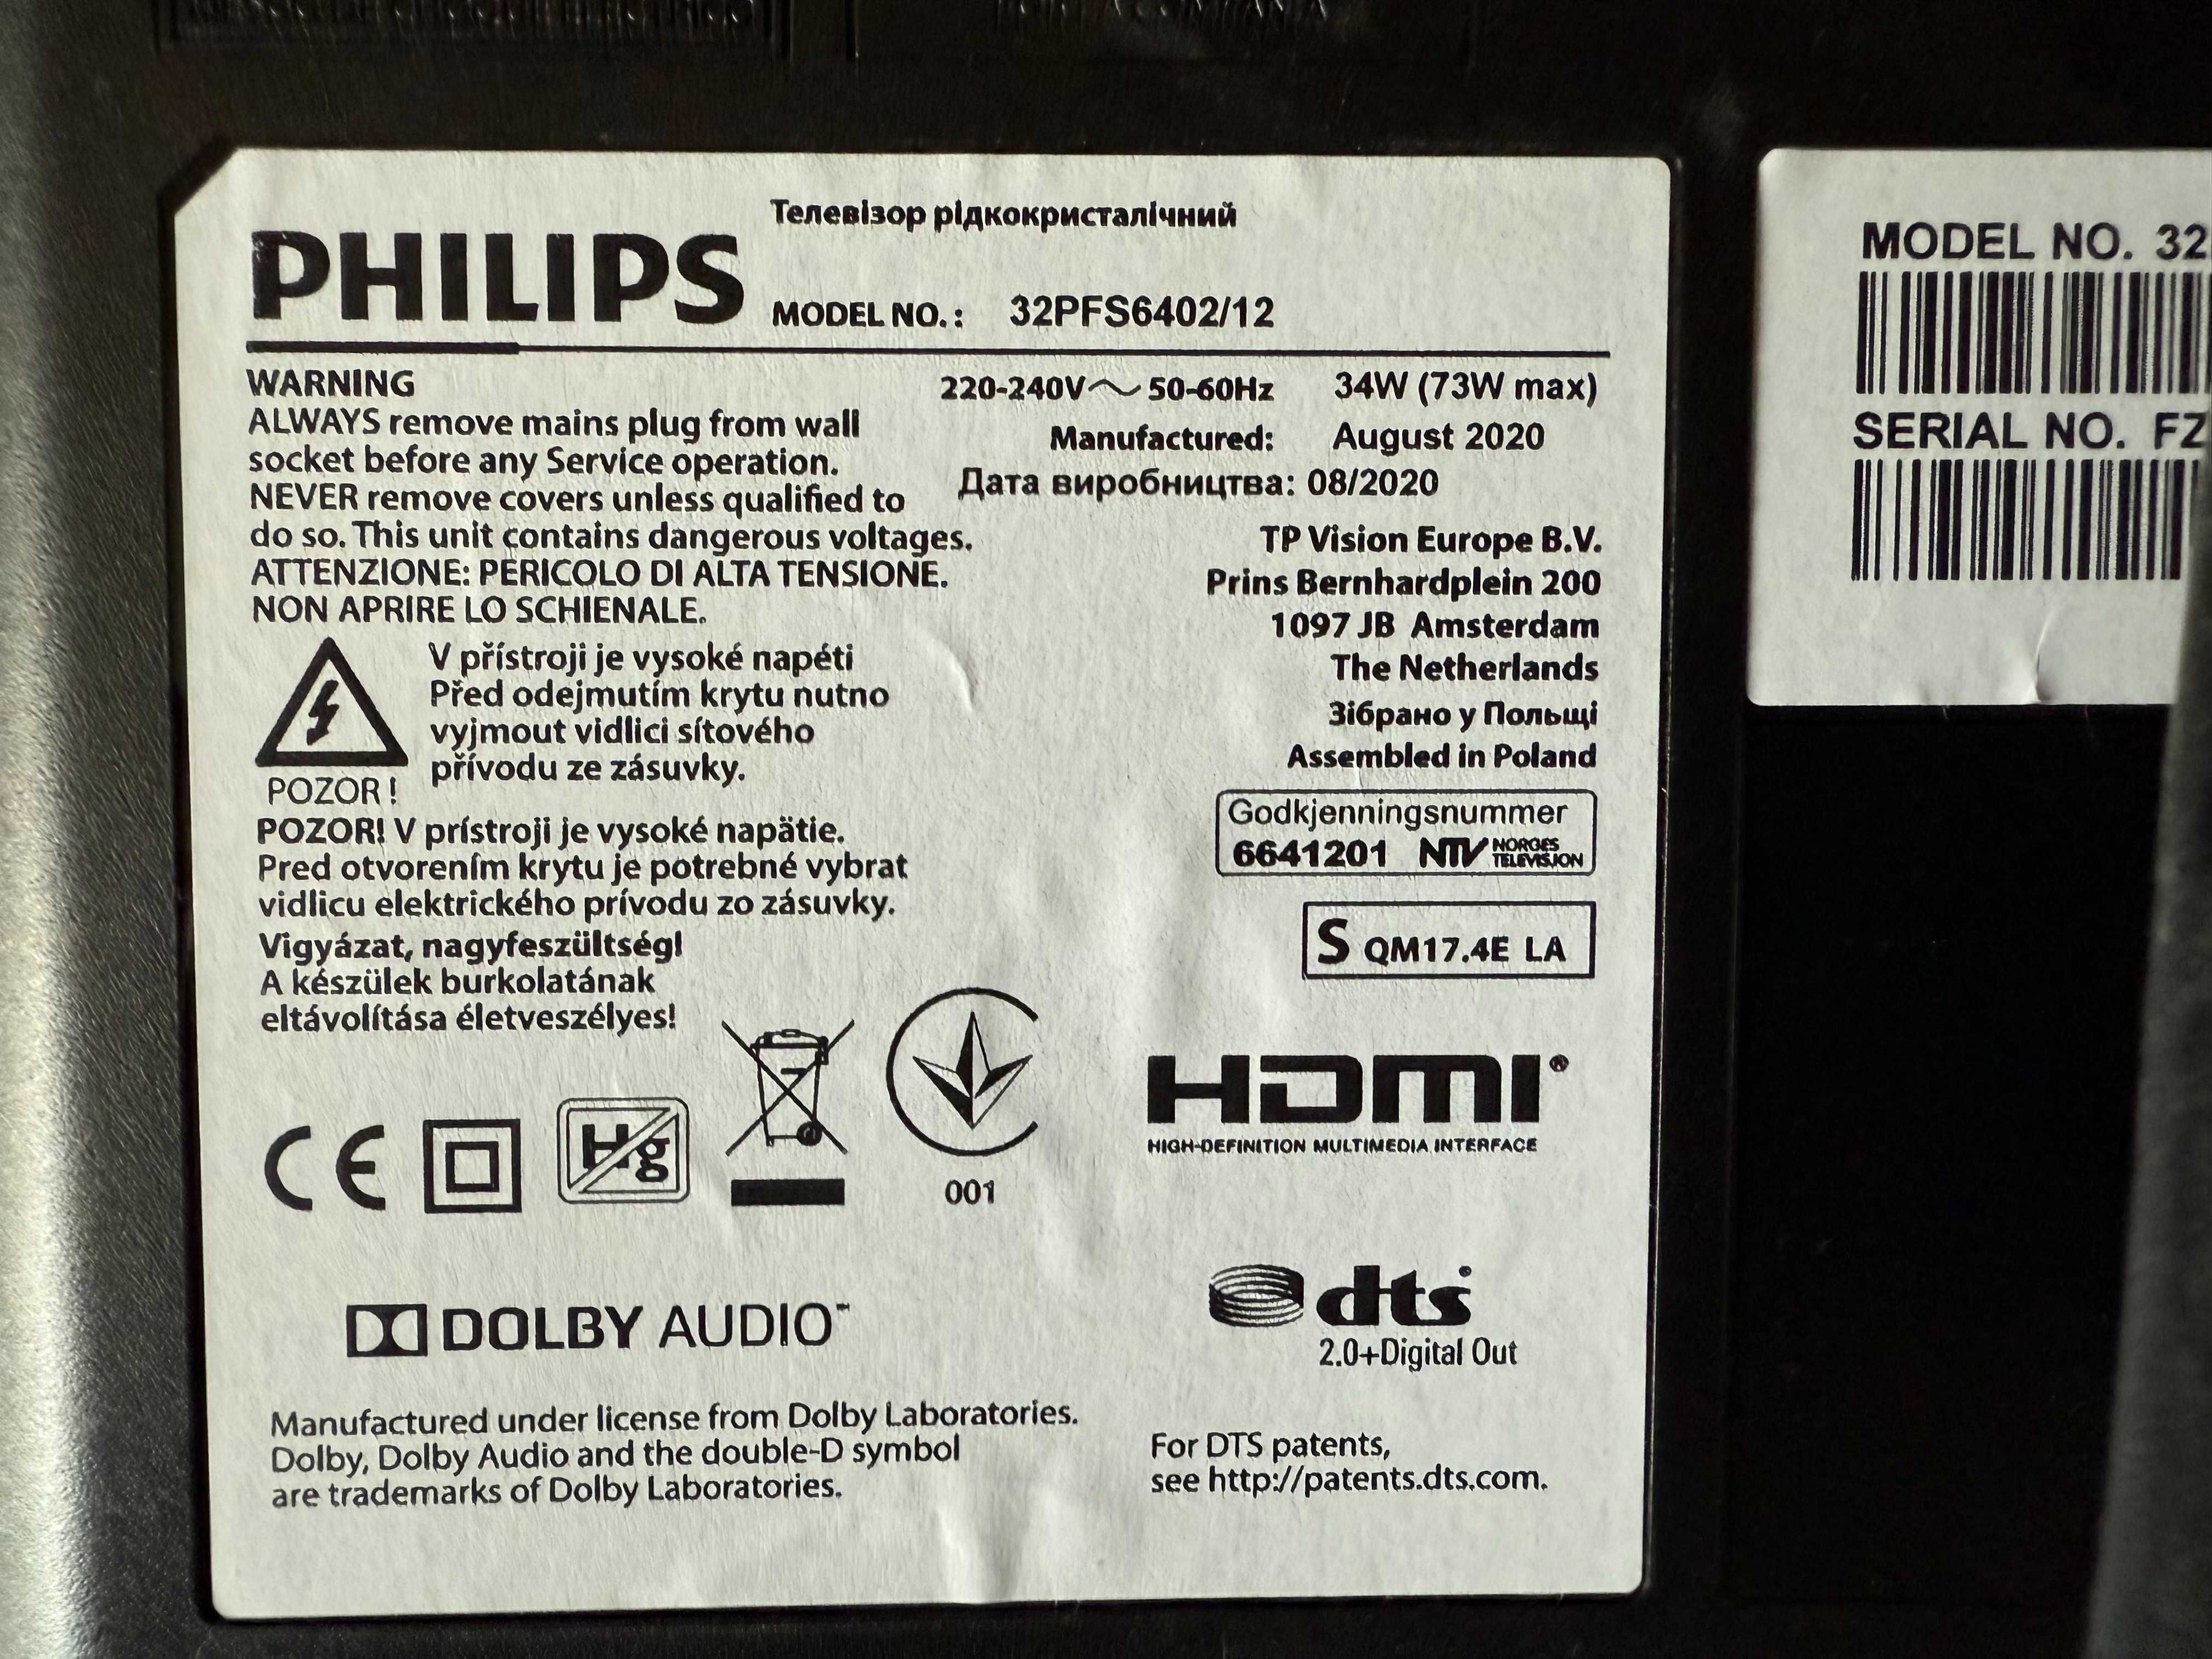 Телевізор рідкокристалічний
PHILIPS
MODEL NO.: 32PFS6402/12
WARNING
ALWAYS remove mains plug from wall
socket before any Service operation.
NEVER remove covers unless qualified to
do so. This unit contains dangerous voltages.
ATTENZIONE: PERICOLO DI ALTA TENSIONE.
NON APRIRE LO SCHIENALE.
V přístroji je vysoké napéti
Před odejmutím krytu nutno
vyjmout vidlici sítového
přívodu ze zásuvky.
POZOR!
POZOR! V prístroji je vysoké napätie.
Pred otvorením krytu je potrebné vybrat
vidlicu elektrického prívodu zo zásuvky.
Vigyázat, nagyfeszültség!
A készülek burkolatának
eltávolítása életveszélyes!
220-240V~ 50-60Hz 34W (73W max)
Manufactured: August 2020
Дата виробництва: 08/2020
TP Vision Europe B.V.
Prins Bernhardplein 200
1097 JB Amsterdam
The Netherlands
Зібрано у Польщі
Assembled in Poland
Godkjenningsnummer
6641201 NTV NORGES
TELEVISJON
S QM17.4E LA
CE
Hg
001
HDMI®
HIGH-DEFINITION MULTIMEDIA INTERFACE
DOLBY AUDIO™
dts
2.0+Digital Out
Manufactured under license from Dolby Laboratories.
Dolby, Dolby Audio and the double-D symbol
are trademarks of Dolby Laboratories.
For DTS patents,
see http://patents.dts.com.
MODEL NO. 32
SERIAL NO. FZ